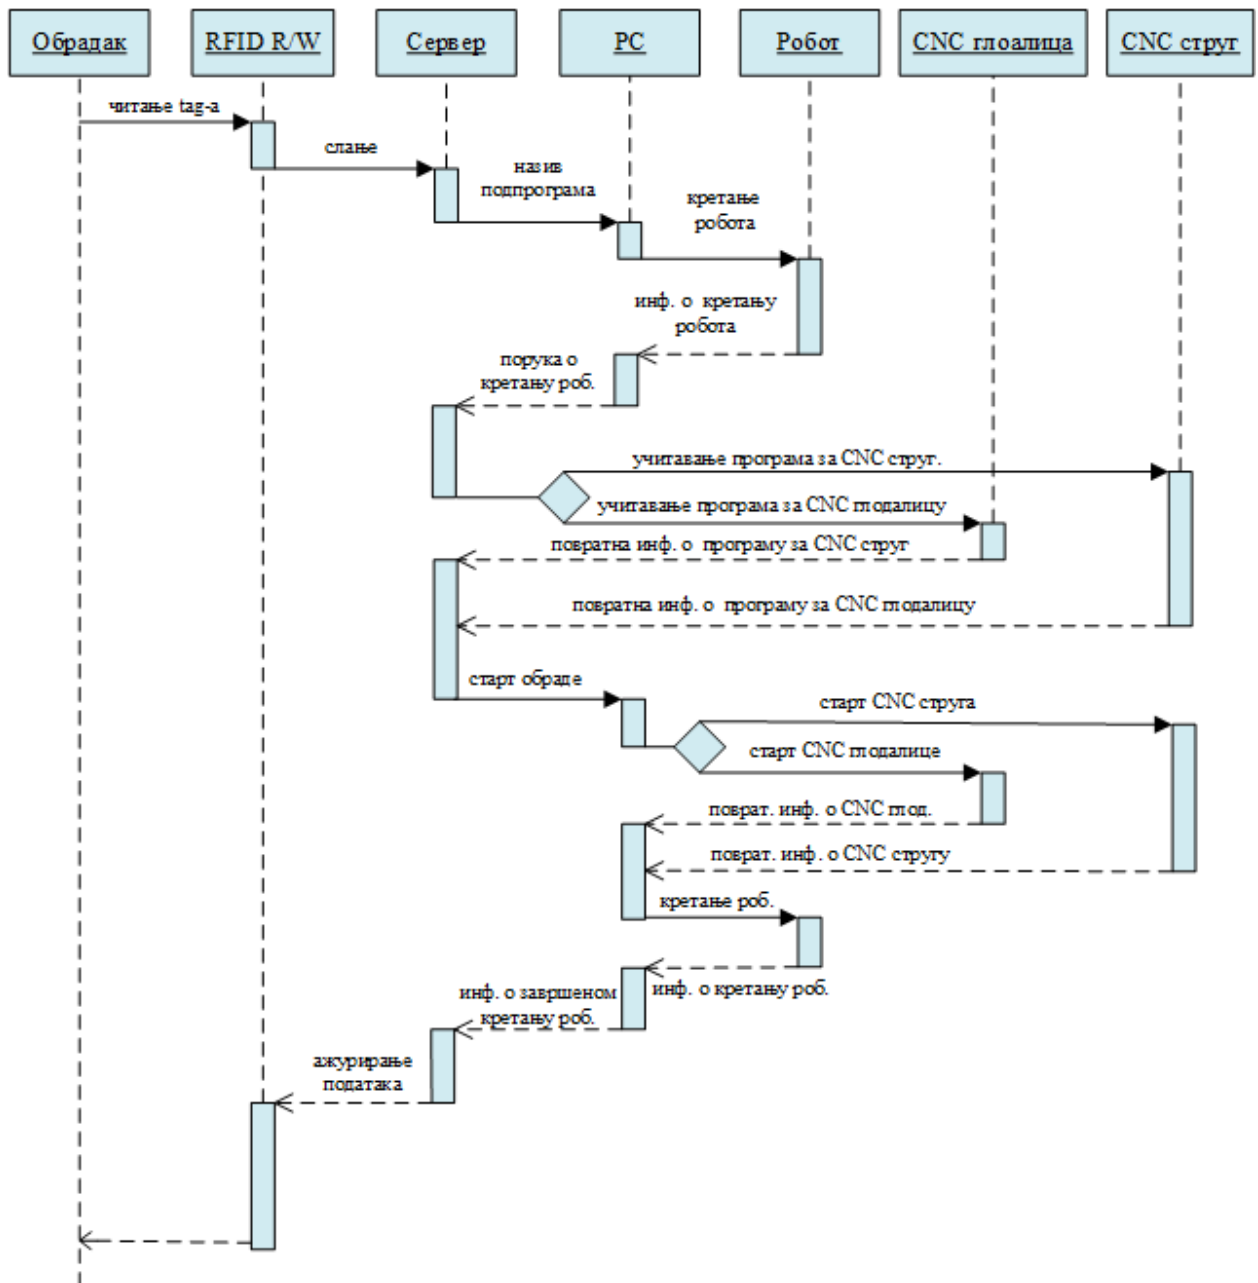 Обрадак
RFID R/W
Сервер
PC
Робот
CNC глоалица
CNC струг
читање tag-а
слање
назив
подпрограма
кретање
робота
инф. о кретању
робота
порука о
кретању роб.
учитавање програма за CNC струг.
учитавање програма за CNC глодалицу
повратна инф. о програму за CNC струг
повратна инф. о програму за CNC глодалицу
старт обраде
старт CNC струга
старт CNC глодалице
поврат. инф. о CNC глод.
поврат. инф. о CNC стругу
кретање роб.
инф. о кретању роб.
инф. о завршеном
кретању роб.
ажурирање
података